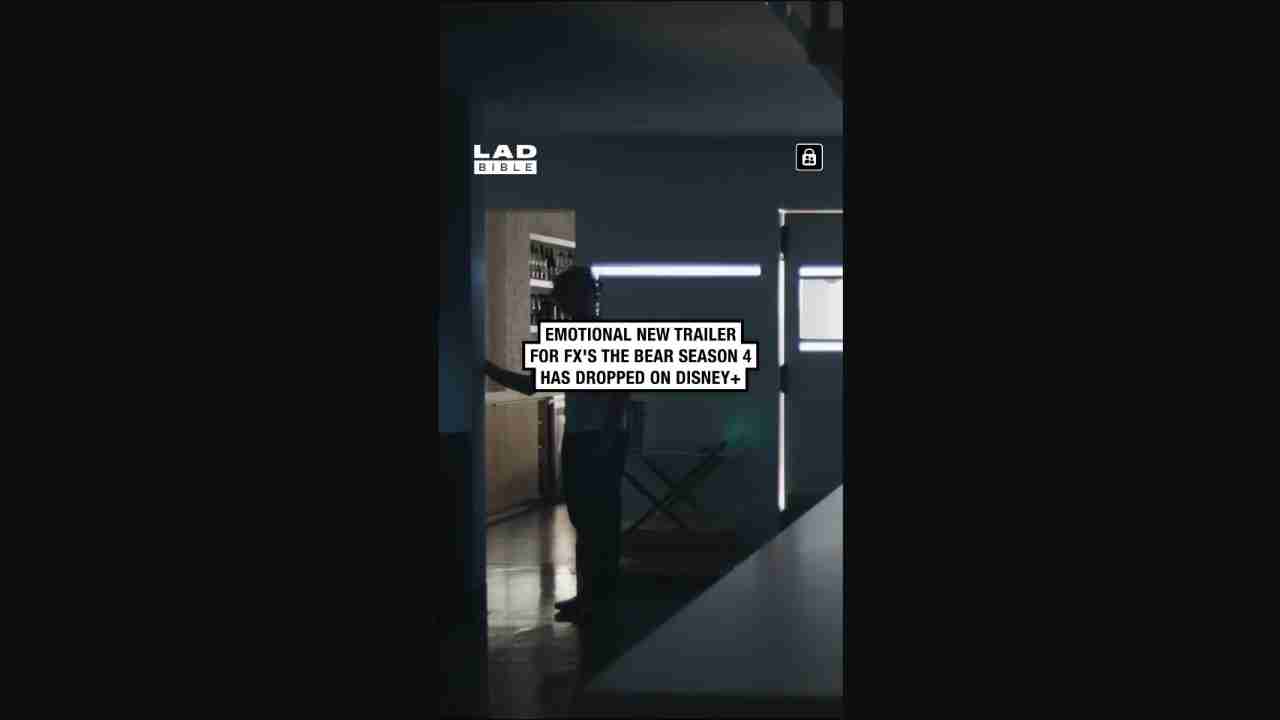 LAD
BIBLE
EMOTIONAL NEW TRAILER
FOR FX'S THE BEAR SEASON 4
HAS DROPPED ON DISNEY+